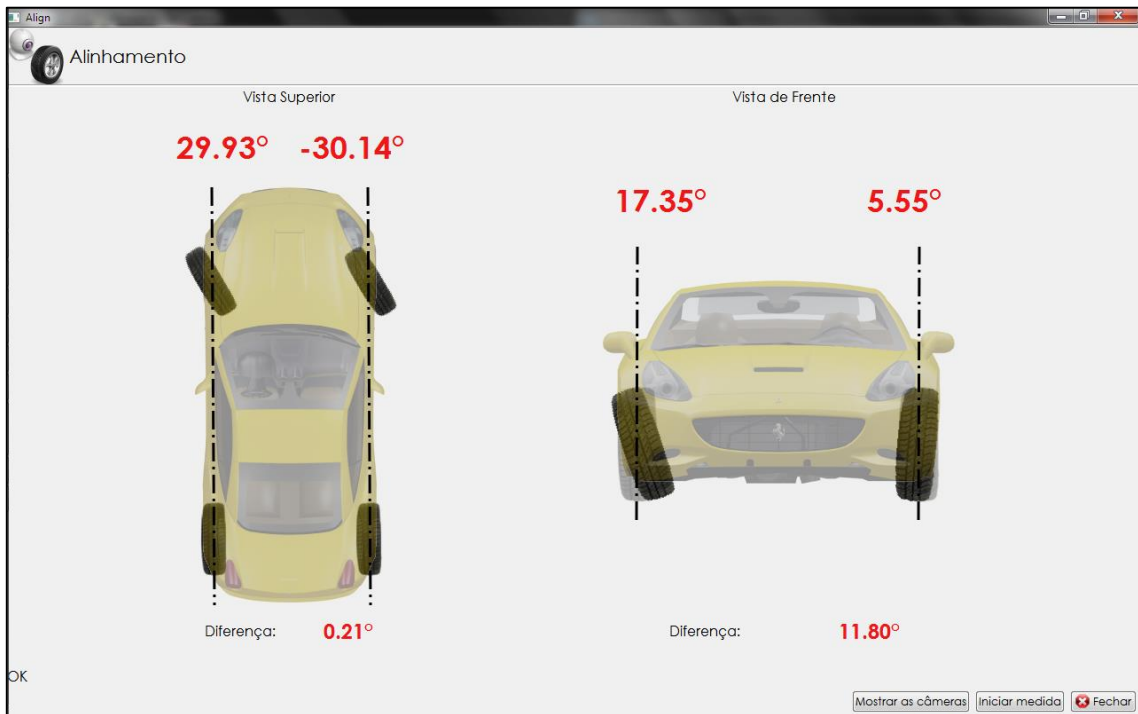 Align
Alinhamento
Vista Superior
Vista de Frente
29.93° -30.14°
17.35° 5.55°
Diferença: 0.21°
Diferença: 11.80°
OK
Mostrar as câmeras Iniciar medida Fechar